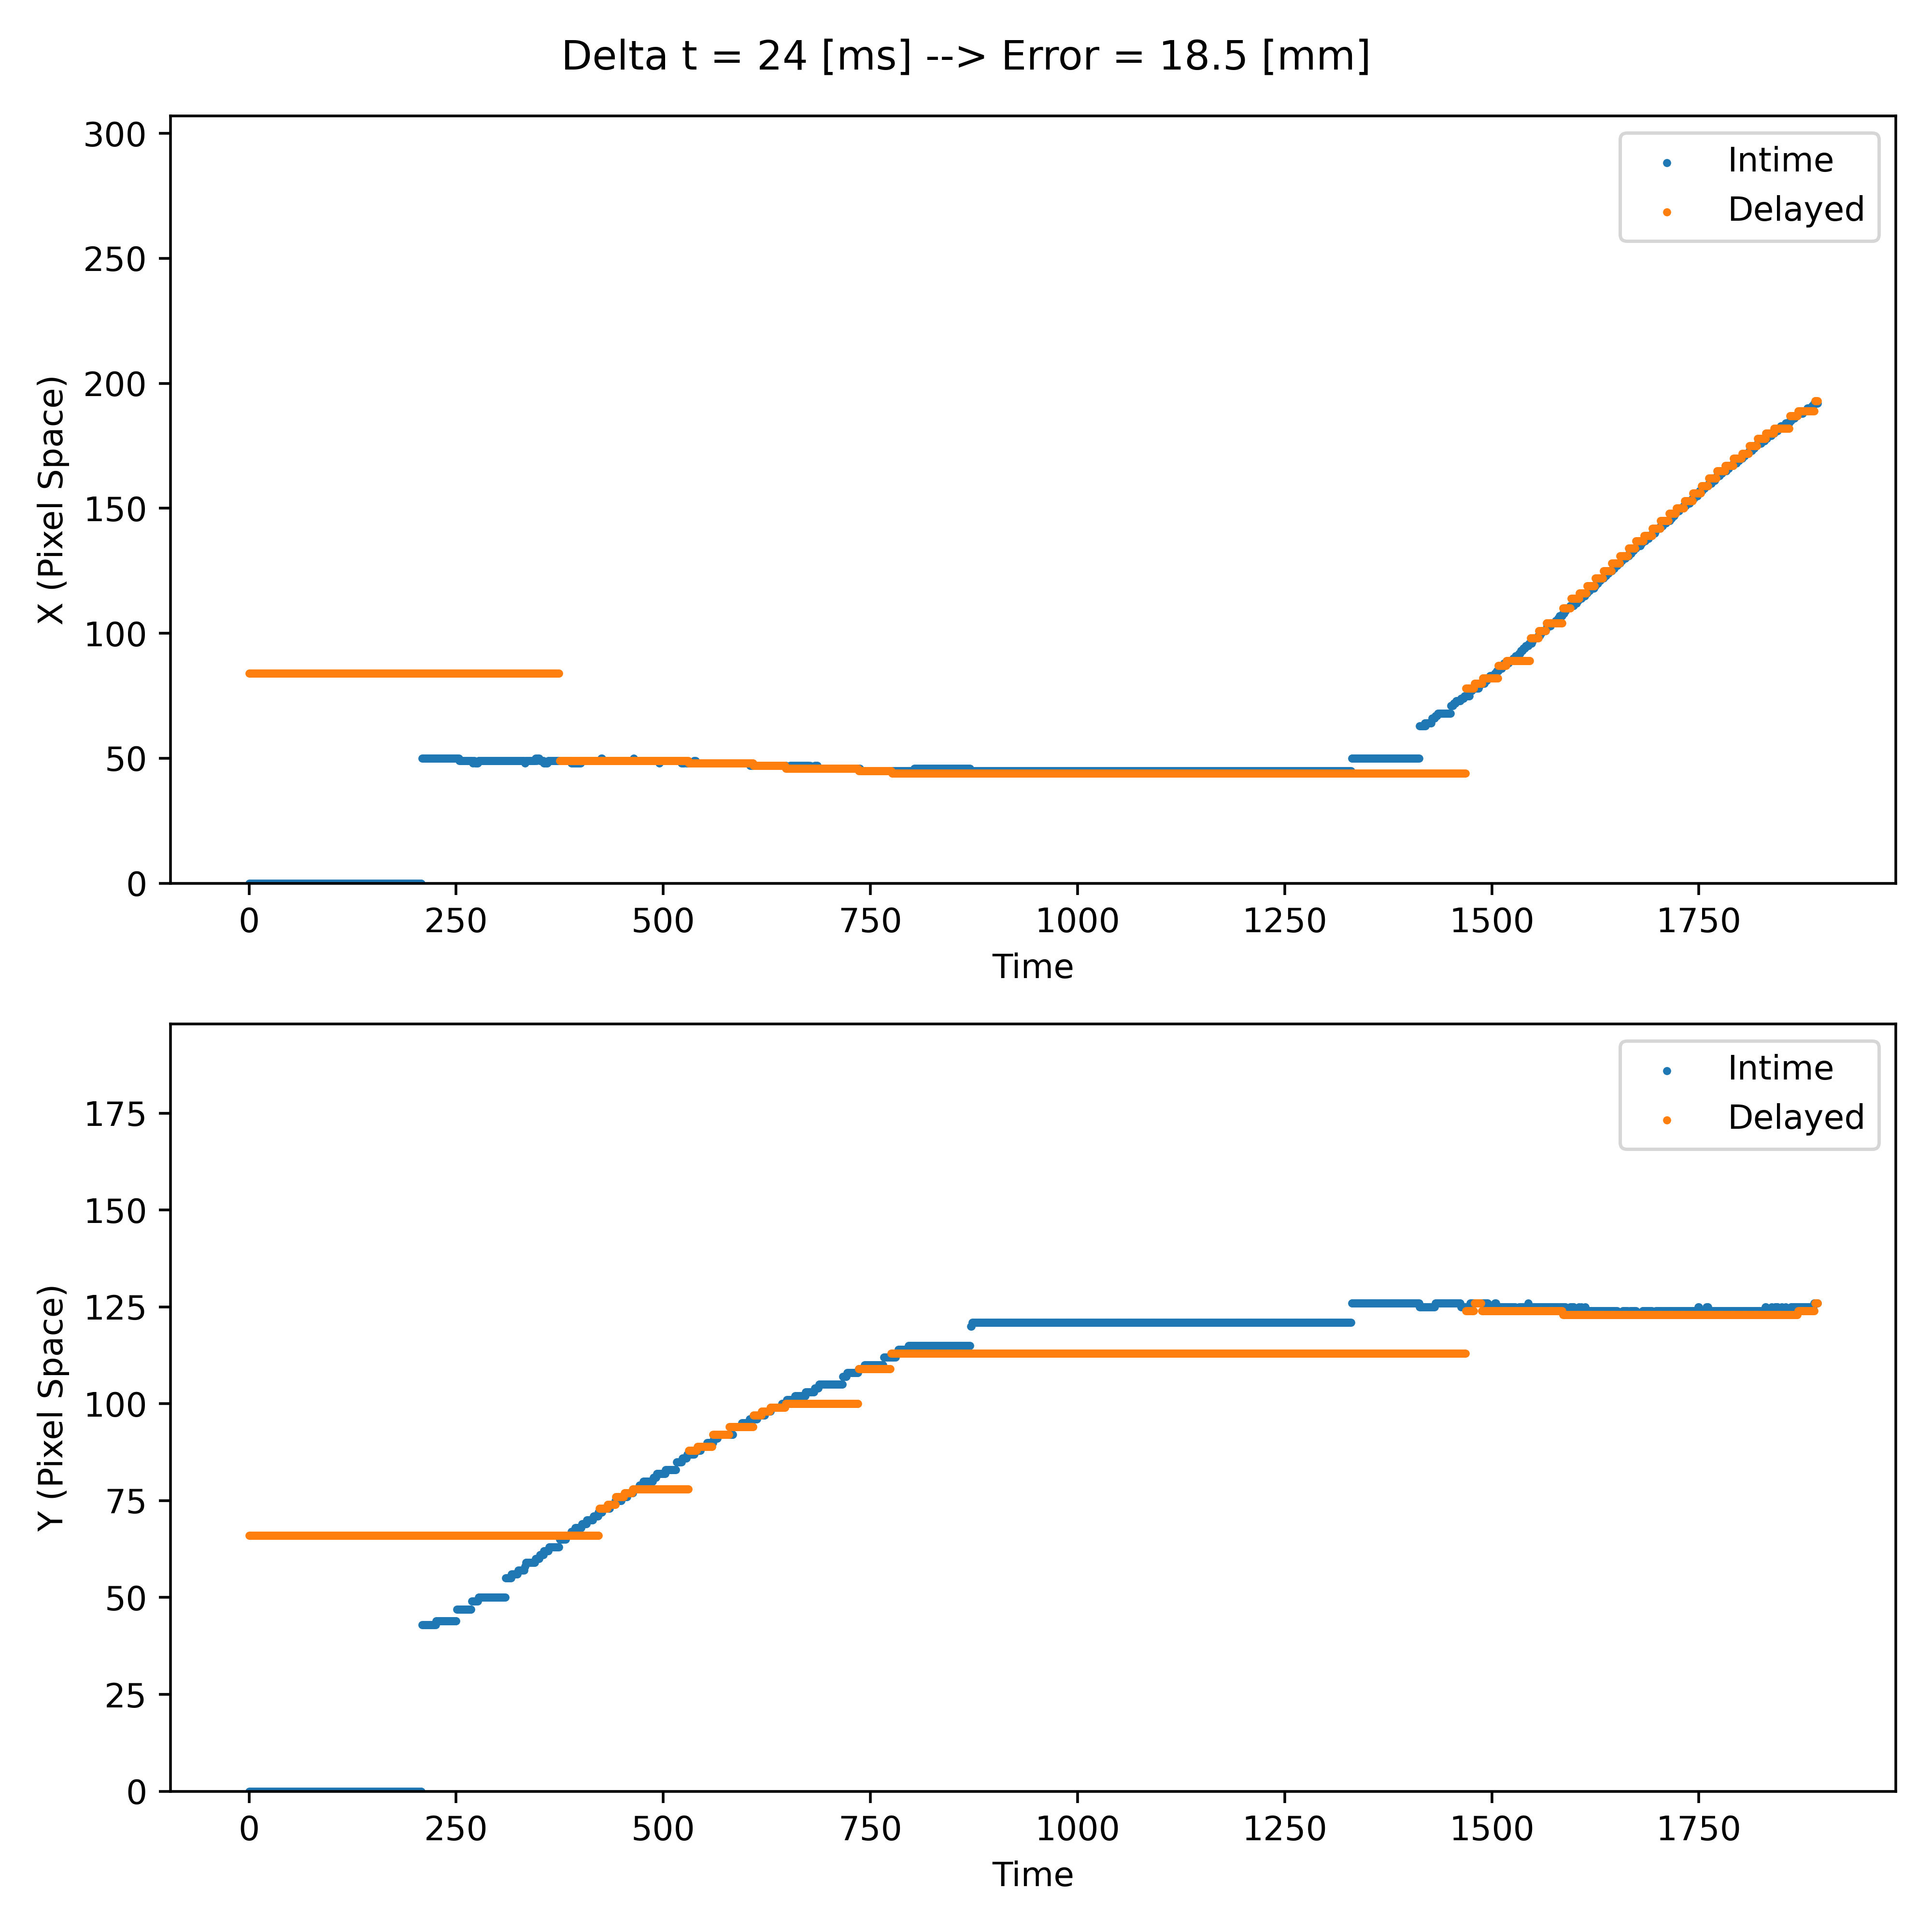 Delta t = 24 [ms] --> Error = 18.5 [mm]
300
250
200
150
100
50
0
X (Pixel Space)
Intime
Delayed
0 250 500 750 1000 1250 1500 1750
Time
175
150
125
100
75
50
25
0
Y (Pixel Space)
Intime
Delayed
0 250 500 750 1000 1250 1500 1750
Time